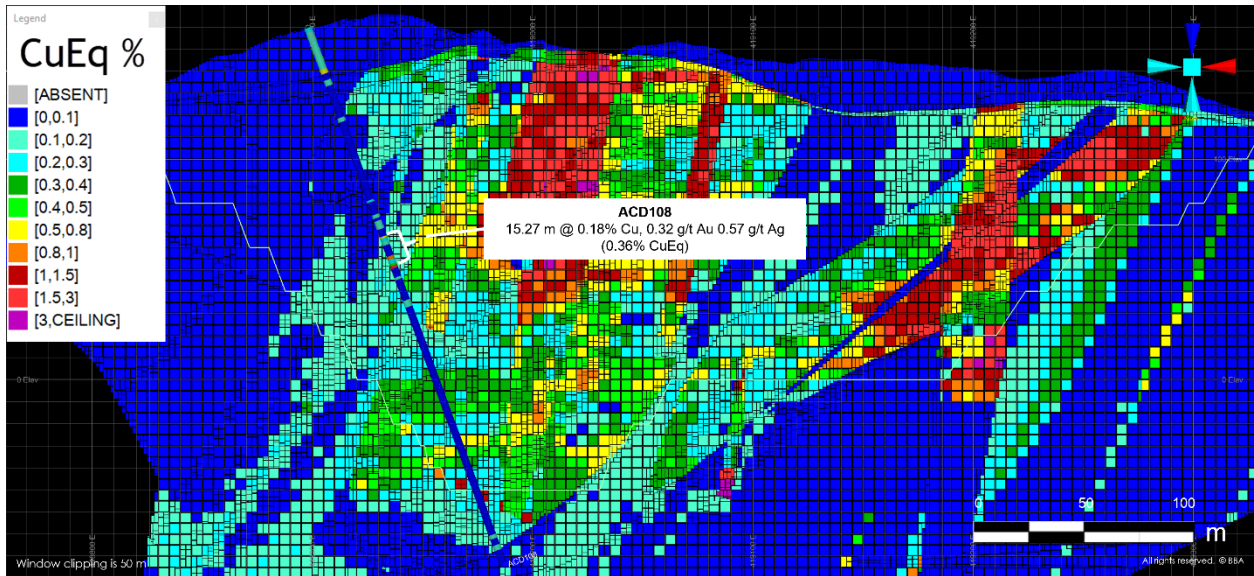 Legend
CuEq %
[ABSENT]
[0,0.1]
[0.1,0.2]
[0.2,0.3]
[0.3,0.4]
[0.4,0.5]
[0.5,0.8]
[0.8,1]
[1,1.5]
[1.5,3]
[3,CEILING]
419100 E
ACD108
15.27 m @ 0.18% Cu, 0.32 g/t Au 0.57 g/t Ag
(0.36% CuEq)
0 Elev
0 Elev
ACD108
0 50 100
m
Window clipping is 50 m
All rights reserved. © BBA